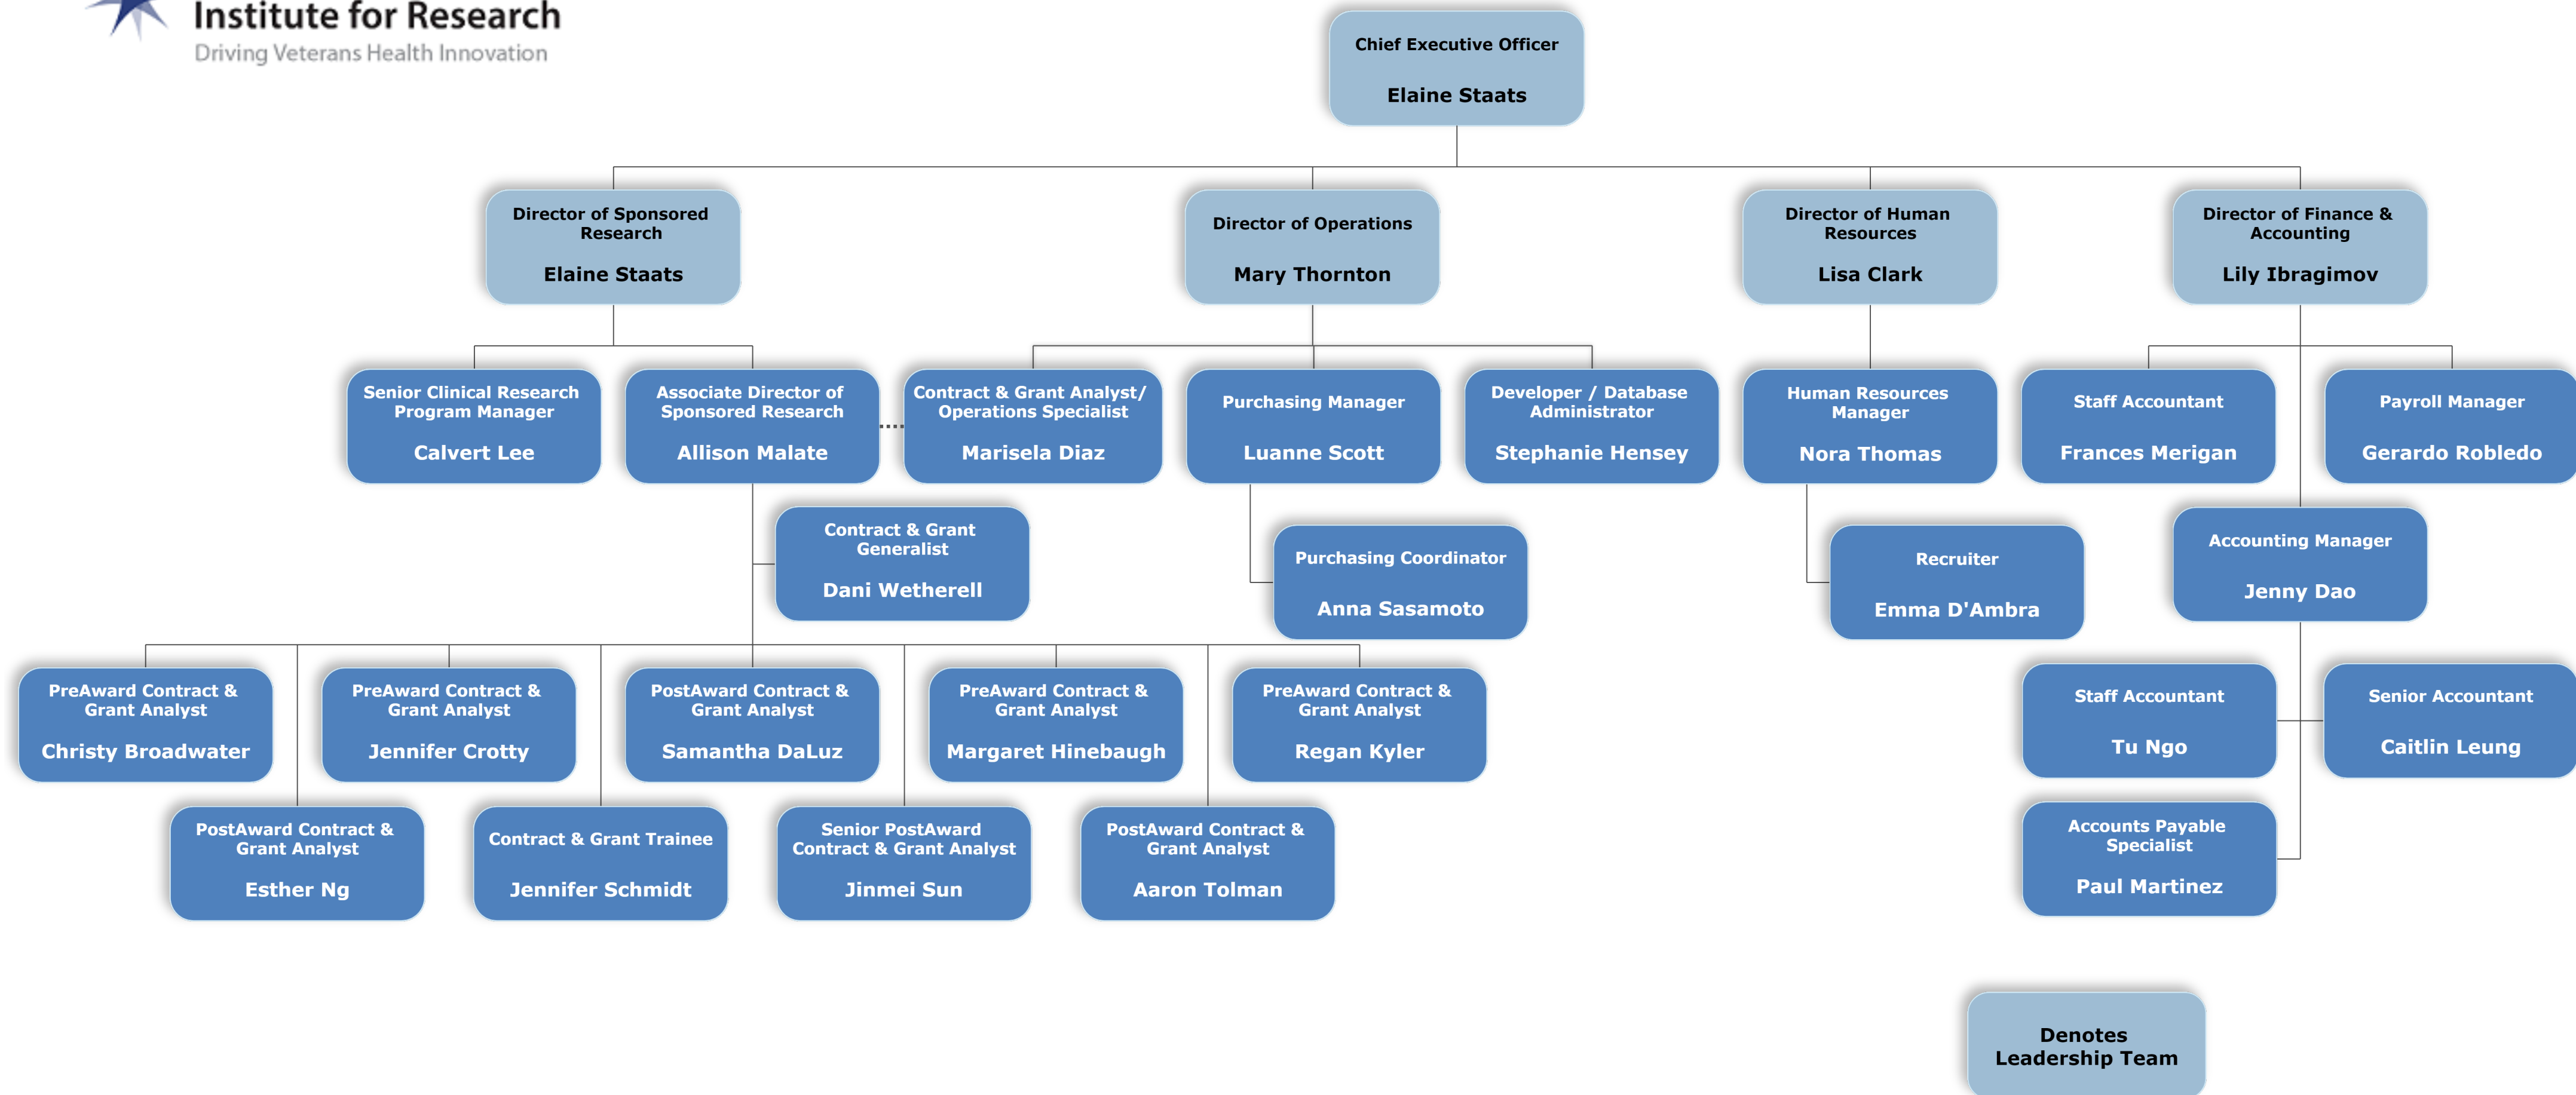 Institute for Research
Driving Veterans Health Innovation
Chief Executive Officer
Elaine Staats
Director of Sponsored
Research
Elaine Staats
Director of Operations
Mary Thornton
Director of Human
Resources
Lisa Clark
Director of Finance &
Accounting
Lily Ibragimov
Senior Clinical Research
Program Manager
Calvert Lee
Associate Director of
Sponsored Research
Allison Malate
Contract & Grant Analyst/
Operations Specialist
Marisela Diaz
Purchasing Manager
Luanne Scott
Developer / Database
Administrator
Stephanie Hensey
Human Resources
Manager
Nora Thomas
Staff Accountant
Frances Merigan
Payroll Manager
Gerardo Robledo
Contract & Grant
Generalist
Dani Wetherell
Purchasing Coordinator
Anna Sasamoto
Recruiter
Emma D'Ambra
Accounting Manager
Jenny Dao
PreAward Contract &
Grant Analyst
Christy Broadwater
PreAward Contract &
Grant Analyst
Jennifer Crotty
PostAward Contract &
Grant Analyst
Samantha DaLuz
PreAward Contract &
Grant Analyst
Margaret Hinebaugh
PreAward Contract &
Grant Analyst
Regan Kyler
Staff Accountant
Tu Ngo
Senior Accountant
Caitlin Leung
PostAward Contract &
Grant Analyst
Esther Ng
Contract & Grant Trainee
Jennifer Schmidt
Senior PostAward
Contract & Grant Analyst
Jinmei Sun
PostAward Contract &
Grant Analyst
Aaron Tolman
Accounts Payable
Specialist
Paul Martinez
Denotes
Leadership Team